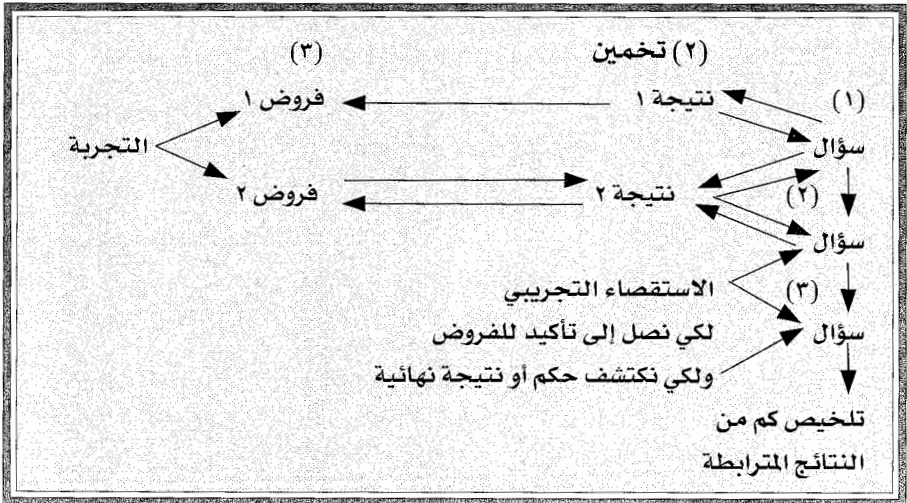 (٢) تخمين (٣)
(١) نتيجة ١ فروض ١
سؤال التجربة
(٢) نتيجة ٢ فروض ٢
سؤال
(٣) الاستقصاء التجريبي
سؤال لكي نصل إلى تأكيد للفروض
ولكي نكتشف حكم أو نتيجة نهائية
تلخيص كم من
النتائج المترابطة